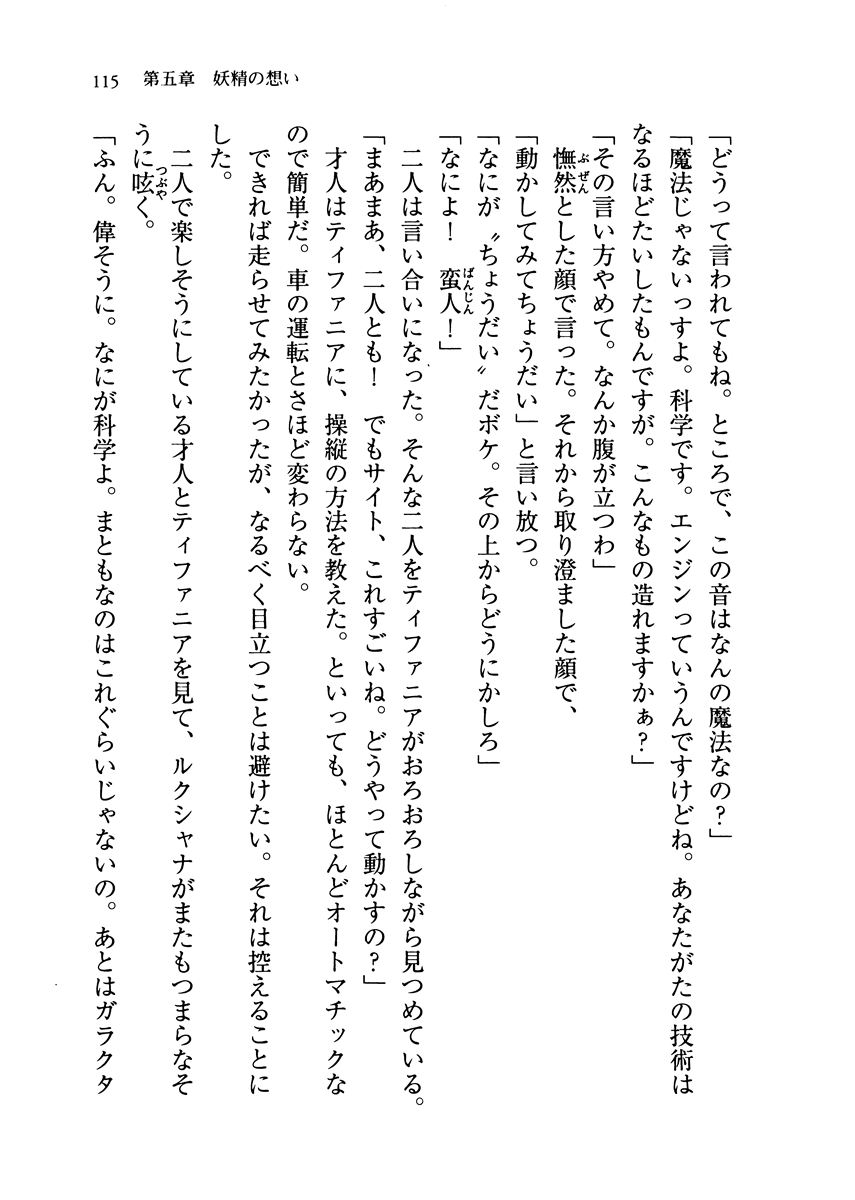 115 第五章 妖精の想い
「どうって言われてもね。ところで、この音はなんの魔法なの?」
「魔法じゃないっすよ。科学です。エンジンっていうんですけどね。あなたがたの技術は
なるほどたいしたもんですが。こんなもの造れますかぁ?」
「その言い方やめて。なんか腹が立つわ」
憮然とした顔で言った。それから取り澄ました顔で、
「動かしてみてちょうだい」と言い放つ。
「なにが〝ちょうだい〟だボケ。その上からどうにかしろ」
「なによ! 蛮人!」
二人は言い合いになった。そんな二人をティファニアがおろおろしながら見つめている。
「まあまあ、二人とも! でもサイト、これすごいね。どうやって動かすの?」
才人はティファニアに、操縦の方法を教えた。といっても、ほとんどオートマチックな
ので簡単だ。車の運転とさほど変わらない。
できれば走らせてみたかったが、なるべく目立つことは避けたい。それは控えることに
した。
二人で楽しそうにしている才人とティファニアを見て、ルクシャナがまたもつまらなそ
うに呟く。
「ふん。偉そうに。なにが科学よ。まともなのはこれぐらいじゃないの。あとはガラクタ